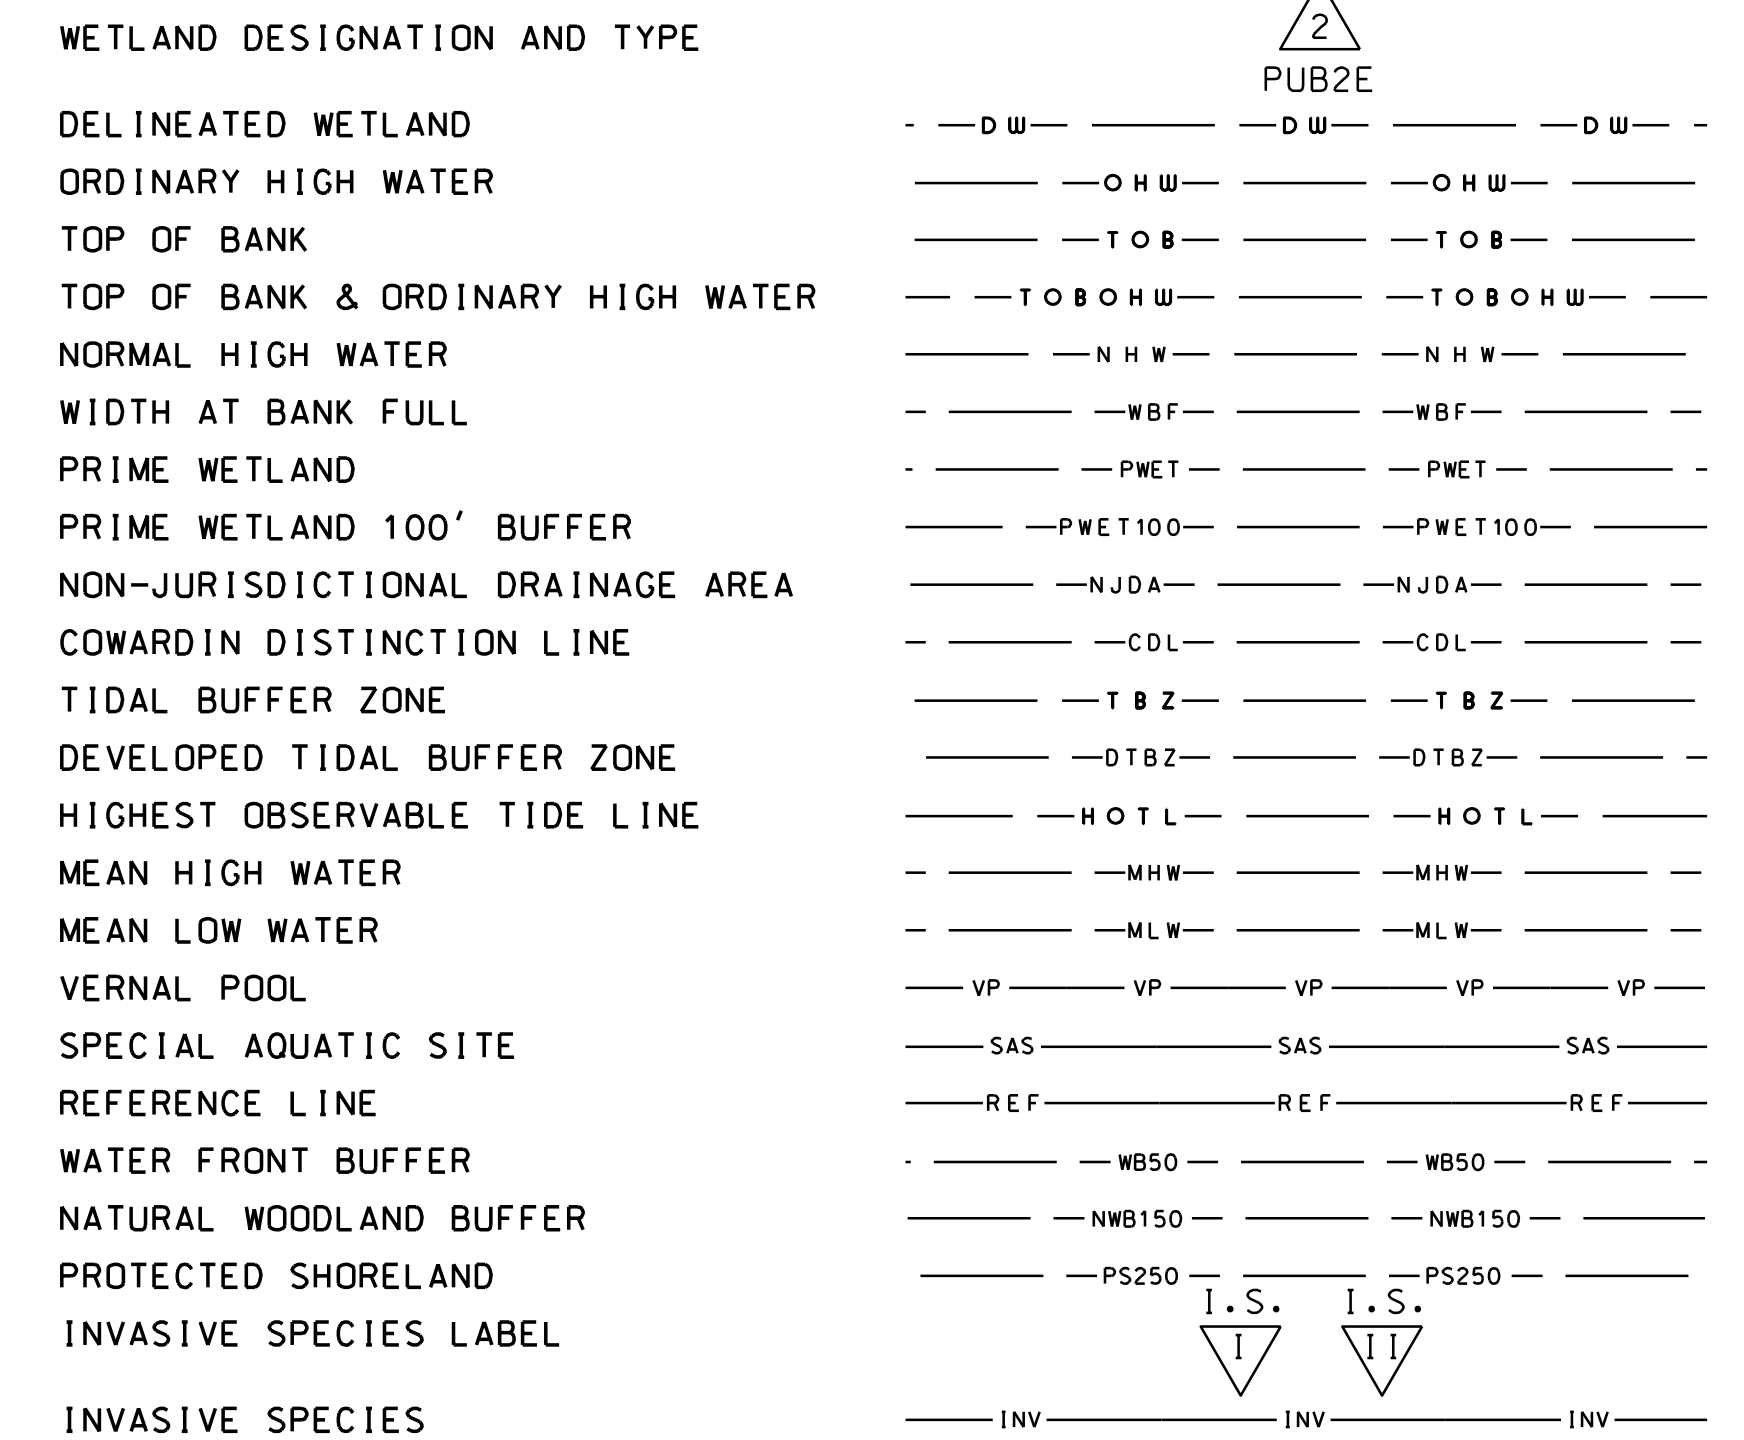 2
WETLAND DESIGNATION AND TYPE
PUB2E
DELINEATED WETLAND DW DW DW
ORDINARY HIGH WATER OHW OHW
TOP OF BANK TOB TOB
TOP OF BANK & ORDINARY HIGH WATER TOBOHW TOBOHW
NORMAL HIGH WATER NHW NHW
WIDTH AT BANK FULL WBF WBF
PRIME WETLAND PWET PWET
PRIME WETLAND 100' BUFFER PWET100 PWET100
NON-JURISDICTIONAL DRAINAGE AREA NJDA NJDA
COWARDIN DISTINCTION LINE CDL CDL
TIDAL BUFFER ZONE TBZ TBZ
DEVELOPED TIDAL BUFFER ZONE DTBZ DTBZ
HIGHEST OBSERVABLE TIDE LINE HOTL HOTL
MEAN HIGH WATER MHW MHW
MEAN LOW WATER MLW MLW
VERNAL POOL VP VP VP VP VP
SPECIAL AQUATIC SITE SAS SAS SAS
REFERENCE LINE REF REF REF
WATER FRONT BUFFER WB50 WB50
NATURAL WOODLAND BUFFER NWB150 NWB150
PROTECTED SHORELAND PS250 PS250
I.S. I.S.
INVASIVE SPECIES LABEL I II
INVASIVE SPECIES INV INV INV